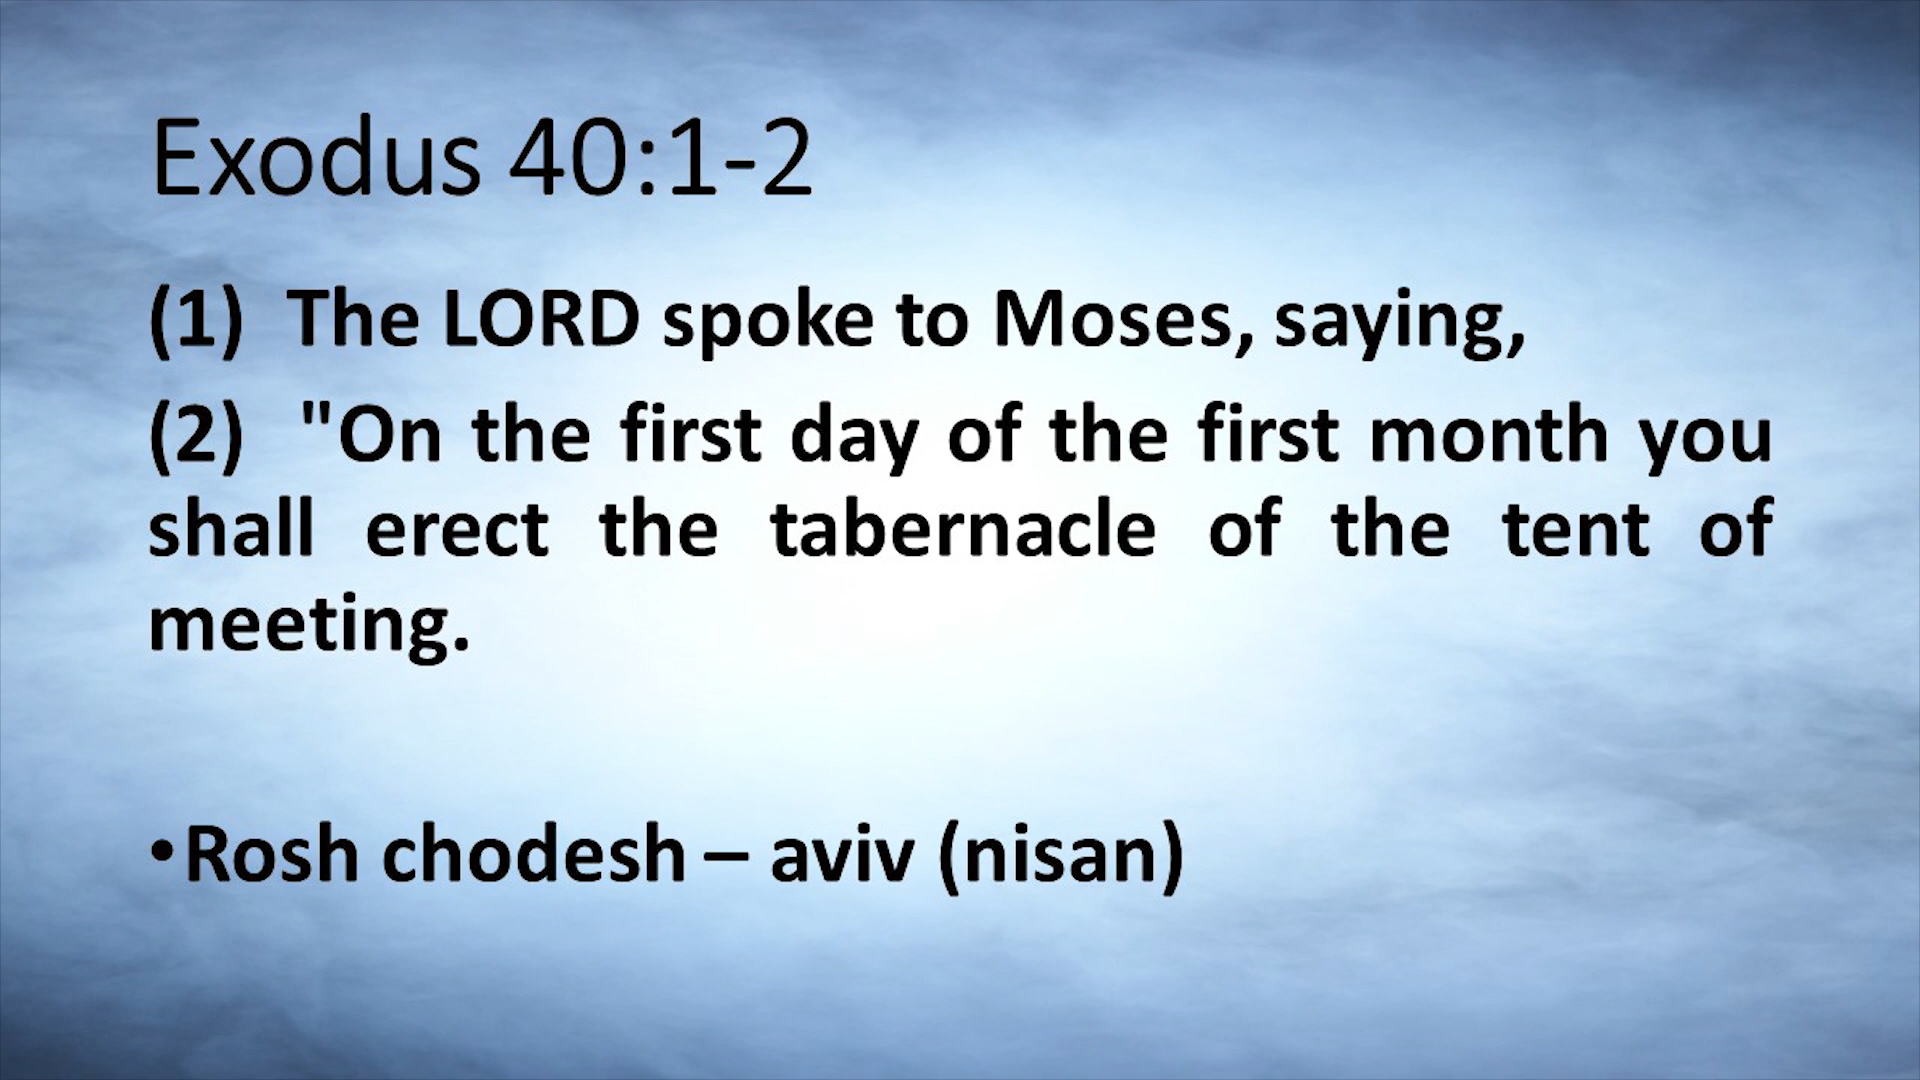 Exodus 40:1-2
(1) The LORD spoke to Moses, saying,
(2) "On the first day of the first month you
shall erect the tabernacle of the tent of
meeting.
•Rosh chodesh – aviv (nisan)